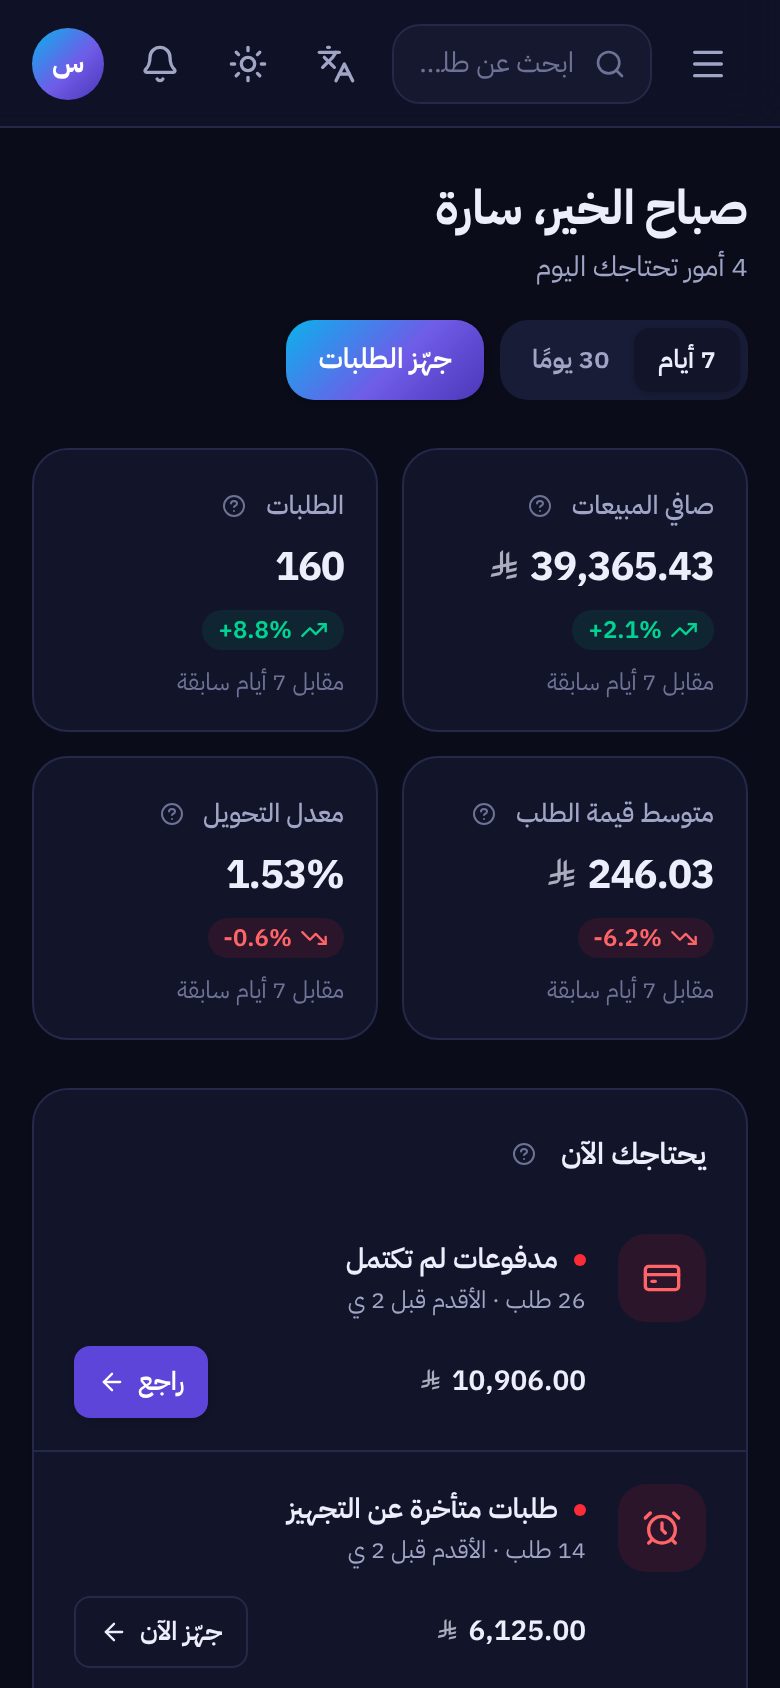 ابحث عن طلـ...
س
صباح الخير، سارة
4 أمور تحتاجك اليوم
7 أيام
30 يومًا
جهّز الطلبات
صافي المبيعات
39,365.43
+2.1%
مقابل 7 أيام سابقة
الطلبات
160
+8.8%
مقابل 7 أيام سابقة
متوسط قيمة الطلب
246.03
-6.2%
مقابل 7 أيام سابقة
معدل التحويل
1.53%
-0.6%
مقابل 7 أيام سابقة
يحتاجك الآن
مدفوعات لم تكتمل
26 طلب · الأقدم قبل 2 ي
10,906.00
راجع
طلبات متأخرة عن التجهيز
14 طلب · الأقدم قبل 2 ي
6,125.00
جهّز الآن